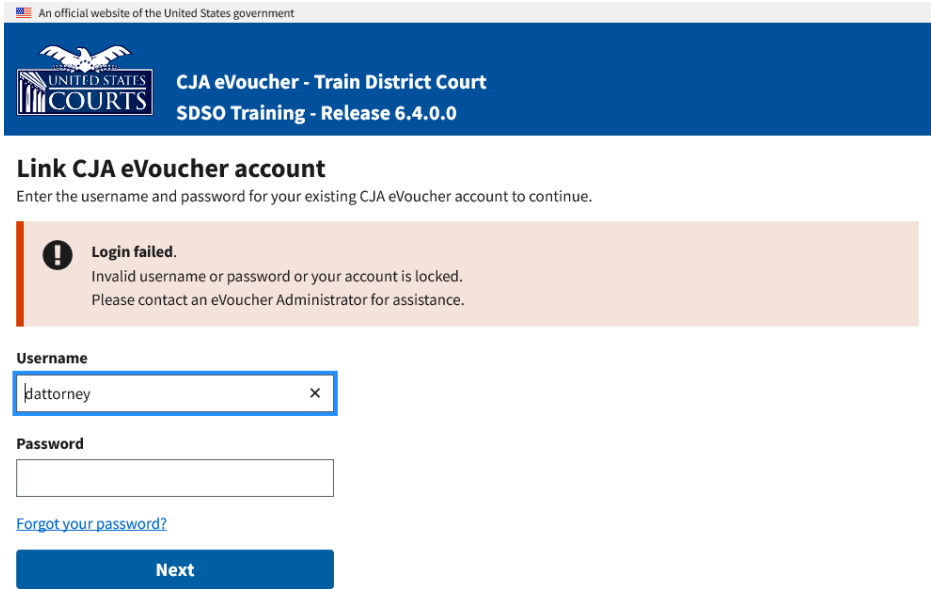 An official website of the United States government
UNITED STATES
COURTS
CJA eVoucher - Train District Court
SDSO Training - Release 6.4.0.0
Link CJA eVoucher account
Enter the username and password for your existing CJA eVoucher account to continue.
Login failed.
Invalid username or password or your account is locked.
Please contact an eVoucher Administrator for assistance.
Username
dattorney
Password
Forgot your password?
Next